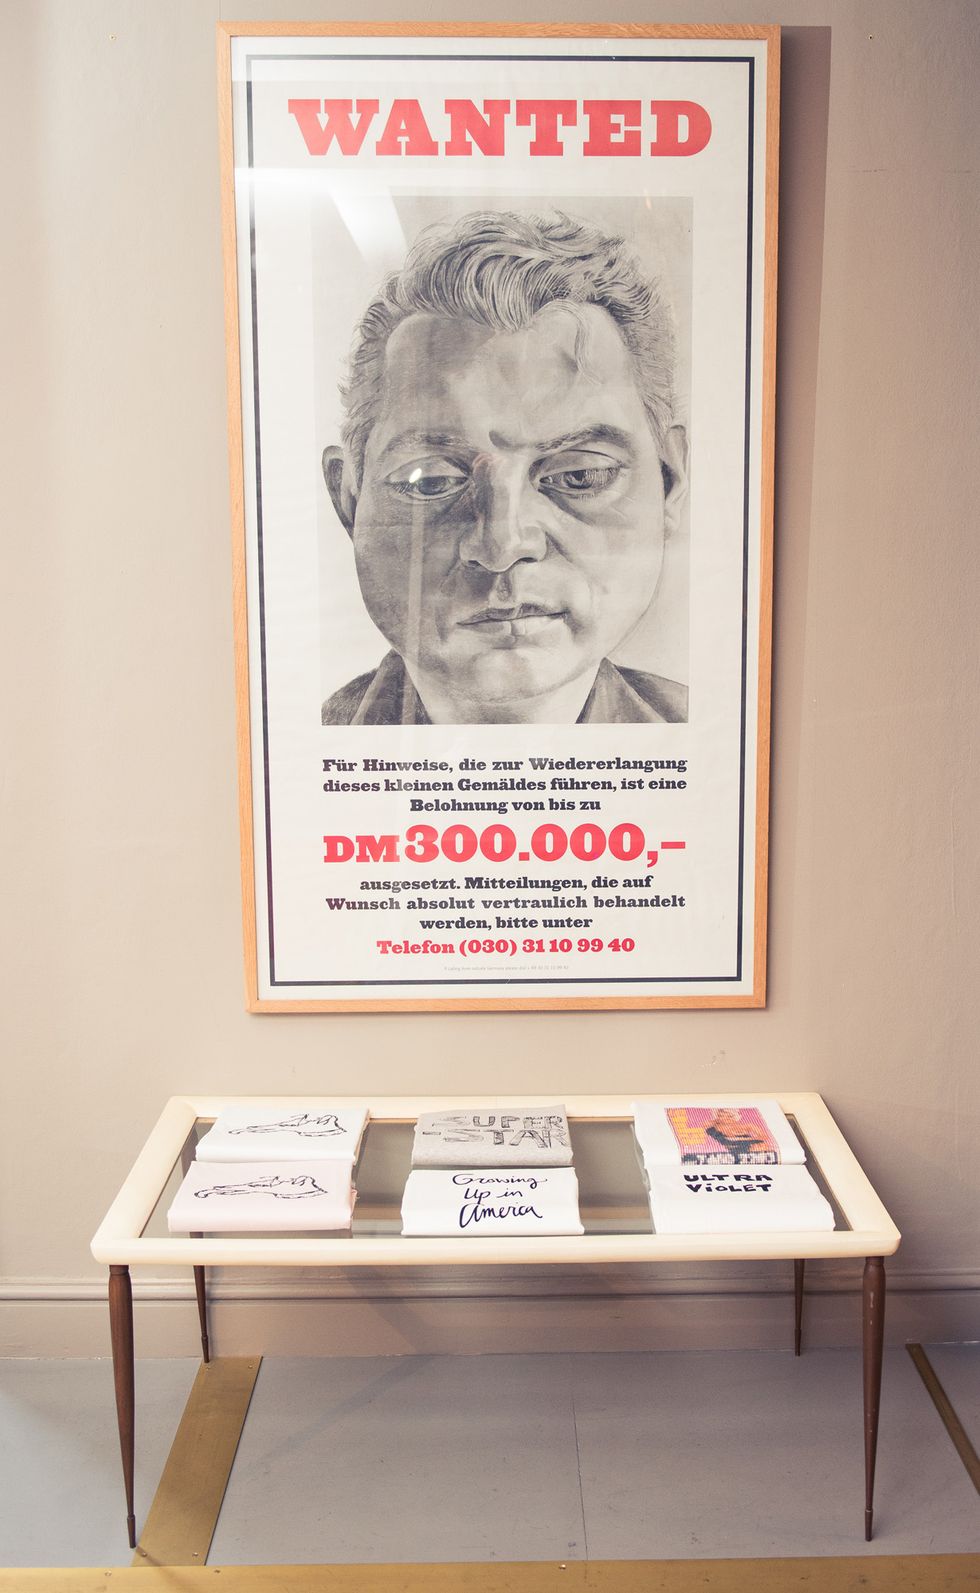 WANTED
Für Hinweise, die zur Wiedererlangung
dieses kleinen Gemäldes führen, ist eine
Belohnung von bis zu
DM 300.000,–
ausgesetzt. Mitteilungen, die auf
Wunsch absolut vertraulich behandelt
werden, bitte unter
Telefon (030) 31 10 99 40
SUPER
-STAR
Growing
Up in
America
ULTRA
VioLET